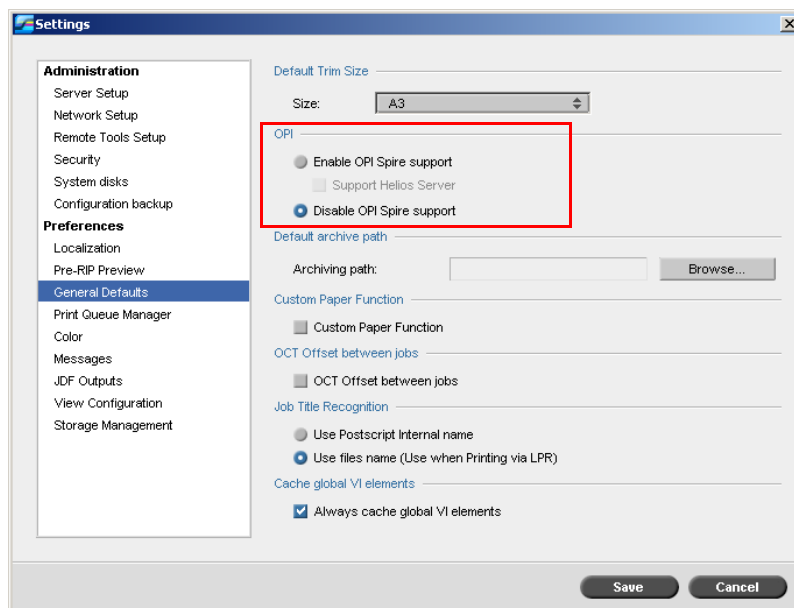 Settings
Administration
Server Setup
Network Setup
Remote Tools Setup
Security
System disks
Configuration backup
Preferences
Localization
Pre-RIP Preview
General Defaults
Print Queue Manager
Color
Messages
JDF Outputs
View Configuration
Storage Management
Default Trim Size
Size: A3
OPI
Enable OPI Spire support
Support Helios Server
Disable OPI Spire support
Default archive path
Archiving path: Browse...
Custom Paper Function
Custom Paper Function
OCT Offset between jobs
OCT Offset between jobs
Job Title Recognition
Use Postscript Internal name
Use files name (Use when Printing via LPR)
Cache global VI elements
Always cache global VI elements
Save Cancel